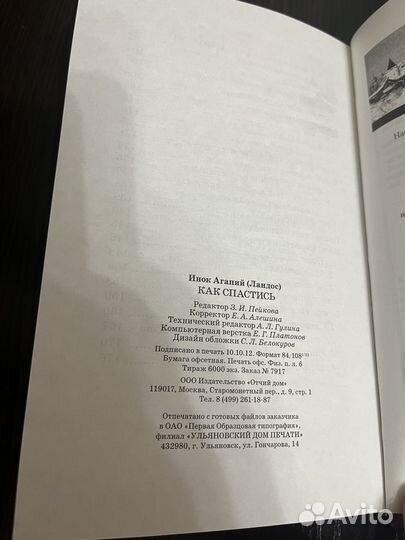 Инок Агапий (Ландос)
КАК СПАСТИСЬ
Редактор З. И. Пейкова
Корректор Е. А. Алешина
Технический редактор А. Л. Гулина
Компьютерная верстка Е. Г. Платонов
Дизайн обложки С. Л. Белокуров
Подписано в печать 10.10.12. Формат 84/108
Бумага офсетная. Печать офс. Физ. п. л. 6
Тираж 6000 экз. Заказ № 7917
ООО Издательство «Отчий дом»
119017, Москва, Старомонетный пер., д. 9, стр. 1
Тел. 8 (499) 261-18-87
Отпечатано с готовых файлов заказчика
в ОАО «Первая Образцовая типография»,
филиал «УЛЬЯНОВСКИЙ ДОМ ПЕЧАТИ»
432980, г. Ульяновск, ул. Гончарова, 14
Avito